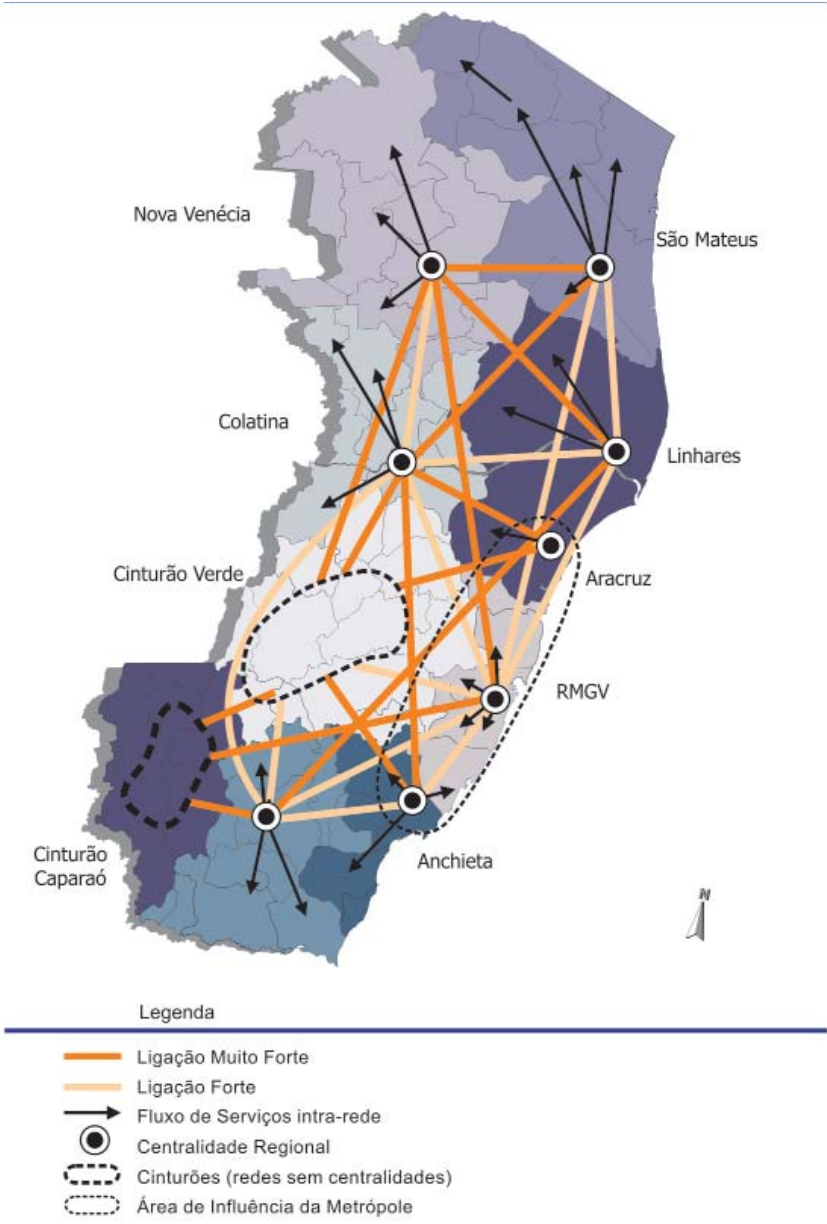 Nova Venécia
São Mateus
Colatina
Linhares
Cinturão Verde
Aracruz
RMGV
Cinturão
Caparaó
Anchieta
N
Legenda
Ligação Muito Forte
Ligação Forte
Fluxo de Serviços intra-rede
Centralidade Regional
Cinturões (redes sem centralidades)
Área de Influência da Metrópole